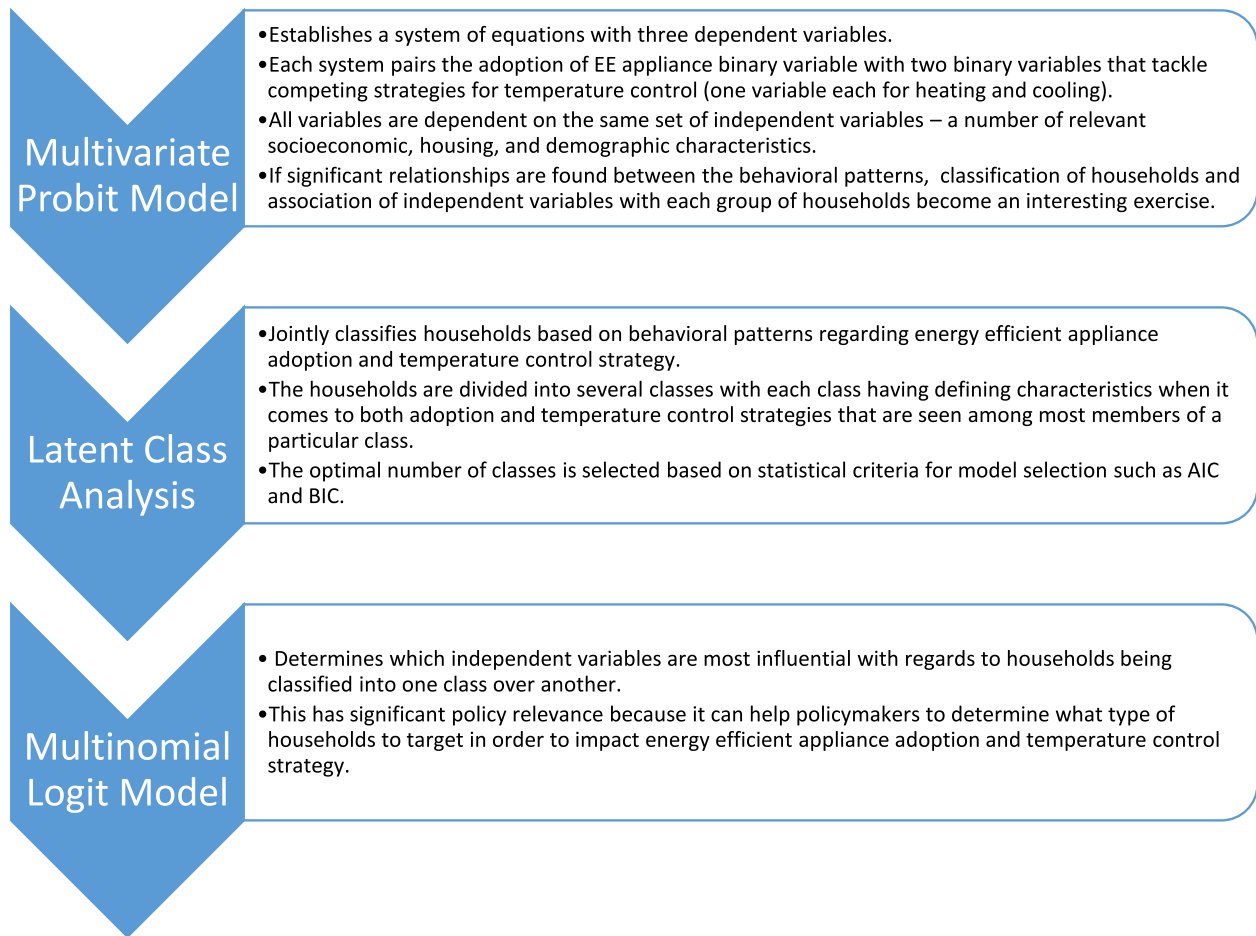 Multivariate
Probit Model
•Establishes a system of equations with three dependent variables.
•Each system pairs the adoption of EE appliance binary variable with two binary variables that tackle
competing strategies for temperature control (one variable each for heating and cooling).
•All variables are dependent on the same set of independent variables – a number of relevant
socioeconomic, housing, and demographic characteristics.
•If significant relationships are found between the behavioral patterns,  classification of households and
association of independent variables with each group of households become an interesting exercise.
Latent Class
Analysis
•Jointly classifies households based on behavioral patterns regarding energy efficient appliance
adoption and temperature control strategy.
•The households are divided into several classes with each class having defining characteristics when it
comes to both adoption and temperature control strategies that are seen among most members of a
particular class.
•The optimal number of classes is selected based on statistical criteria for model selection such as AIC
and BIC.
Multinomial
Logit Model
• Determines which independent variables are most influential with regards to households being
classified into one class over another.
•This has significant policy relevance because it can help policymakers to determine what type of
households to target in order to impact energy efficient appliance adoption and temperature control
strategy.